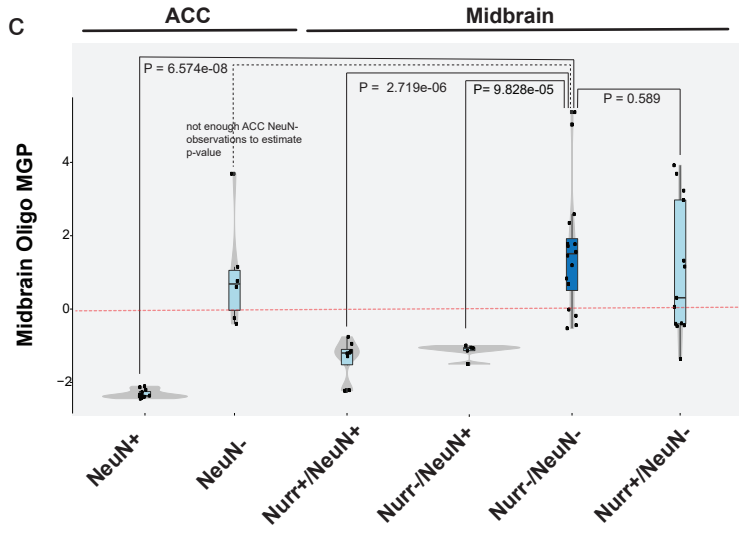 C
ACC
Midbrain
P = 6.574e-08
P = 2.719e-06
P= 9.828e-05
P = 0.589
not enough ACC NeuN-
observations to estimate
p-value
Midbrain Oligo MGP
4
2
0
−2
NeuN+
NeuN-
Nurr+/NeuN+
Nurr-/NeuN+
Nurr-/NeuN-
Nurr+/NeuN-